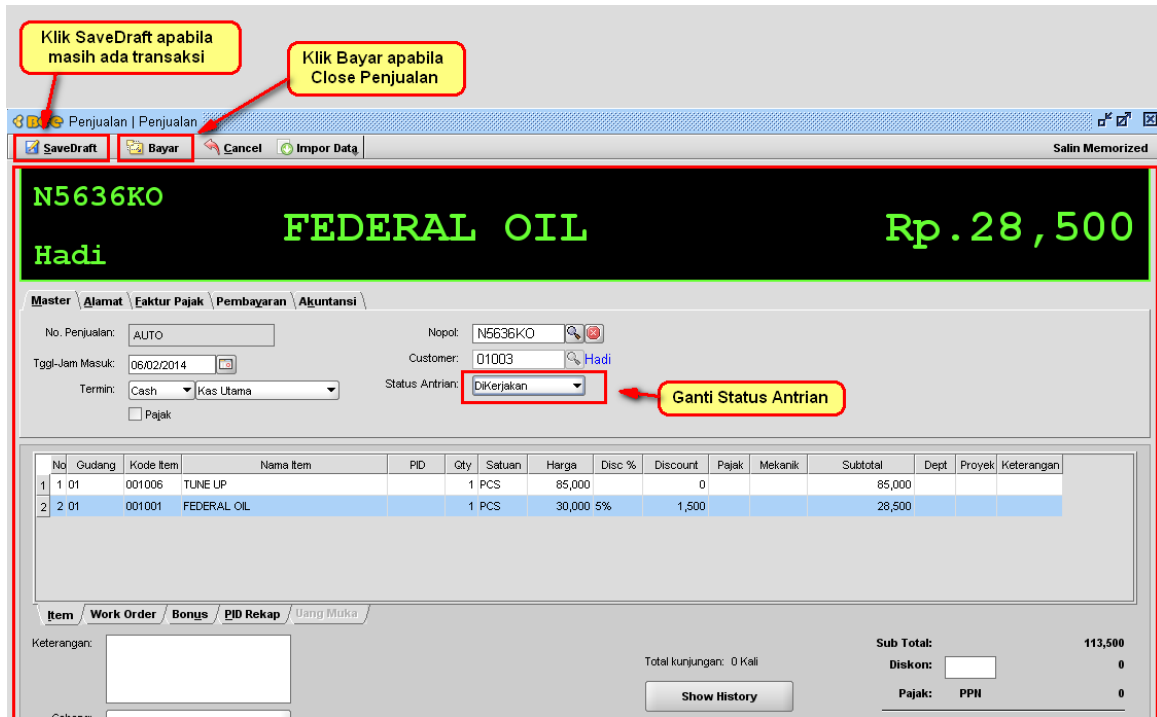 Klik SaveDraft apabila
masih ada transaksi
Klik Bayar apabila
Close Penjualan
Penjualan | Penjualan
SaveDraft Bayar Cancel Impor Data Salin Memorized
N5636KO
FEDERAL OIL Rp.28,500
Hadi
Master Alamat Faktur Pajak Pembayaran Akuntansi
No. Penjualan: AUTO Nopol: N5636KO
Tggl-Jam Masuk: 06/02/2014 Customer: 01003 Hadi
Termin: Cash Kas Utama Status Antrian: DiKerjakan
Ganti Status Antrian
Pajak
No Gudang Kode Item Nama Item PID Qty Satuan Harga Disc % Discount Pajak Mekanik Subtotal Dept Proyek Keterangan
1 1 01 001006 TUNE UP 1 PCS 85,000 0 85,000
2 2 01 001001 FEDERAL OIL 1 PCS 30,000 5% 1,500 28,500
Item Work Order Bonus PID Rekap Uang Muka
Keterangan: Sub Total: 113,500
Total kunjungan: 0 Kali Diskon: 0
Show History Pajak: PPN 0